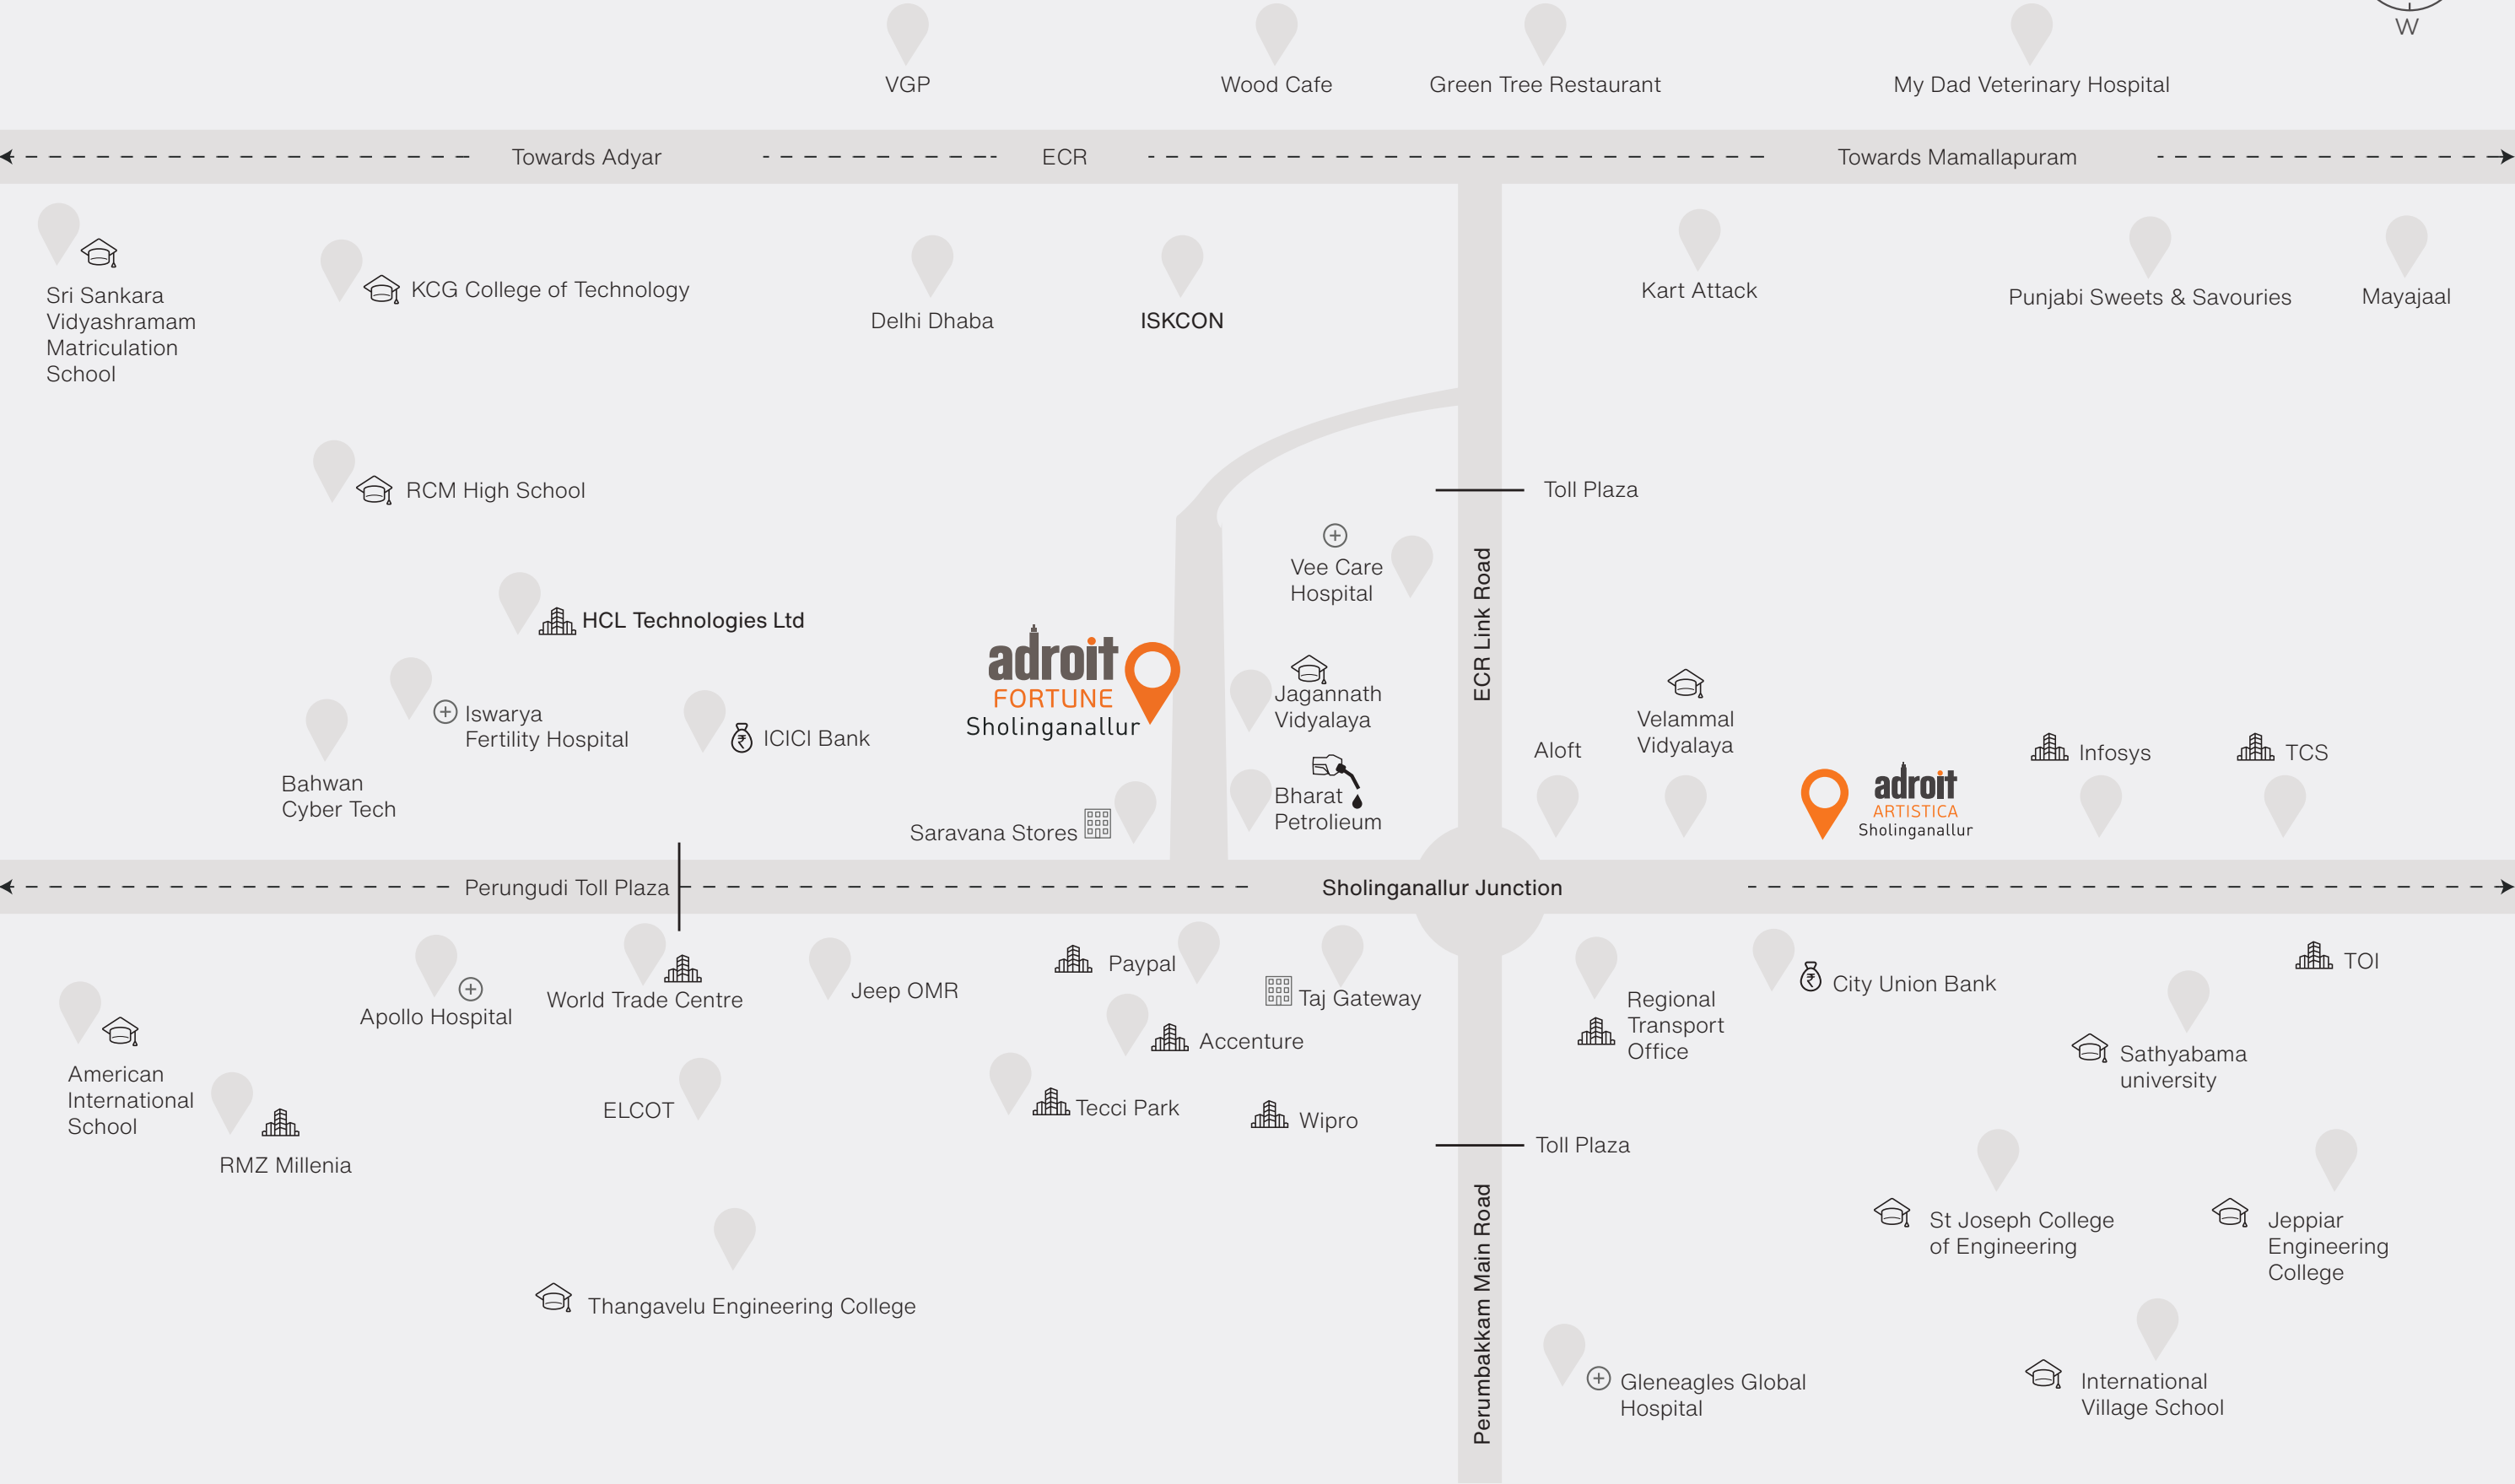 W
VGP
Wood Cafe
Green Tree Restaurant
My Dad Veterinary Hospital
Towards Adyar
ECR
Towards Mamallapuram
Sri Sankara
Vidyashramam
Matriculation
School
KCG College of Technology
Delhi Dhaba
ISKCON
Kart Attack
Punjabi Sweets & Savouries
Mayajaal
RCM High School
Toll Plaza
Vee Care
Hospital
ECR Link Road
HCL Technologies Ltd
adroit
FORTUNE
Sholinganallur
Jagannath
Vidyalaya
Iswarya
Fertility Hospital
ICICI Bank
Bahwan
Cyber Tech
Saravana Stores
Bharat
Petrolieum
Aloft
Velammal
Vidyalaya
adroit
ARTISTICA
Sholinganallur
Infosys
TCS
Perungudi Toll Plaza
Sholinganallur Junction
American
International
School
Apollo Hospital
World Trade Centre
Jeep OMR
Paypal
Taj Gateway
Accenture
Regional
Transport
Office
City Union Bank
TOI
Sathyabama
university
RMZ Millenia
ELCOT
Tecci Park
Wipro
Toll Plaza
Perumbakkam Main Road
St Joseph College
of Engineering
Jeppiar
Engineering
College
Thangavelu Engineering College
Gleneagles Global
Hospital
International
Village School